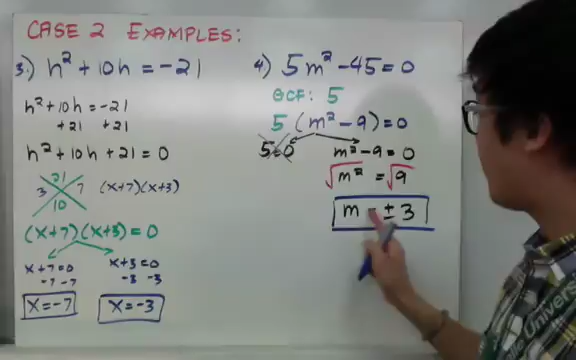 CASE 2 EXAMPLES:
3.) h² + 10h = -21
h² + 10h = -21
+21 +21
h² + 10h + 21 = 0
21
3 7 (x+7)(x+3)
10
(x+7)(x+3) = 0
x+7=0 x+3=0
-7 -7 -3 -3
x=-7 x=-3
4) 5m² - 45 = 0
GCF: 5
5 (m² - 9) = 0
5=0 m² - 9 = 0
√m² = √9
m = ± 3